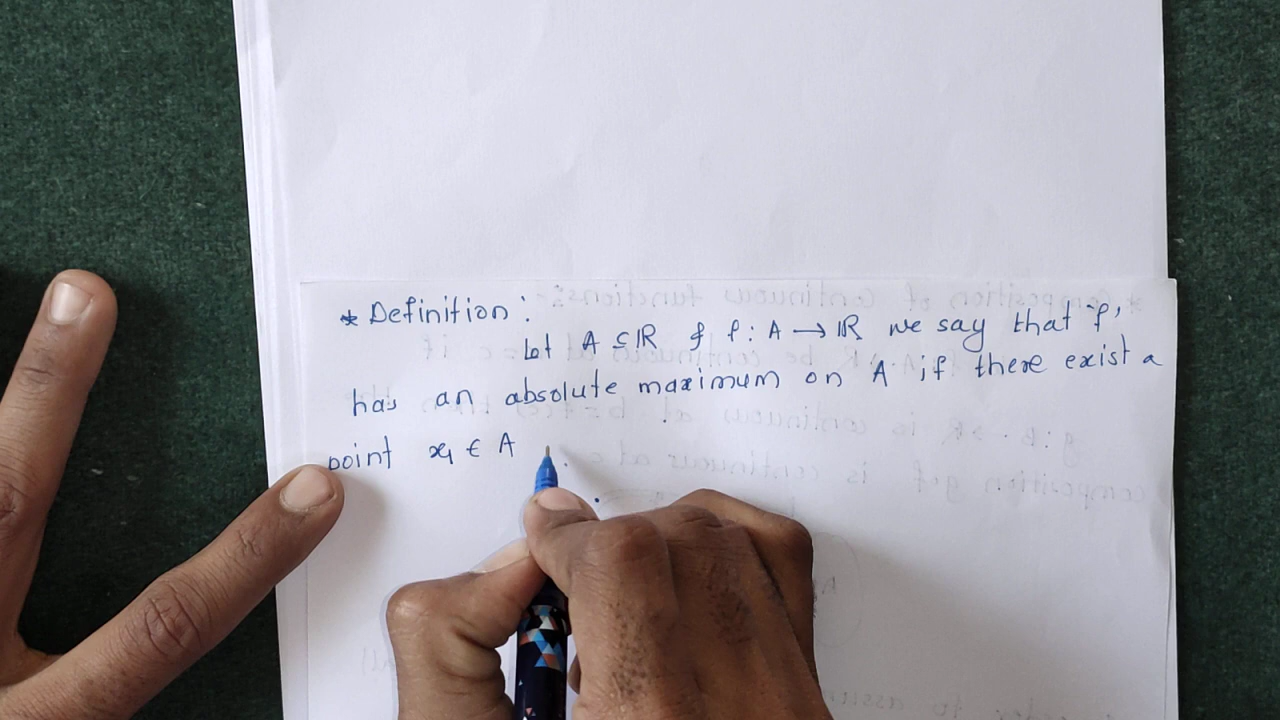 * Definition :
Let A ⊆ ℝ & f : A → ℝ we say that f,
has an absolute maximum on A if there exist a
point x₁ ∈ A